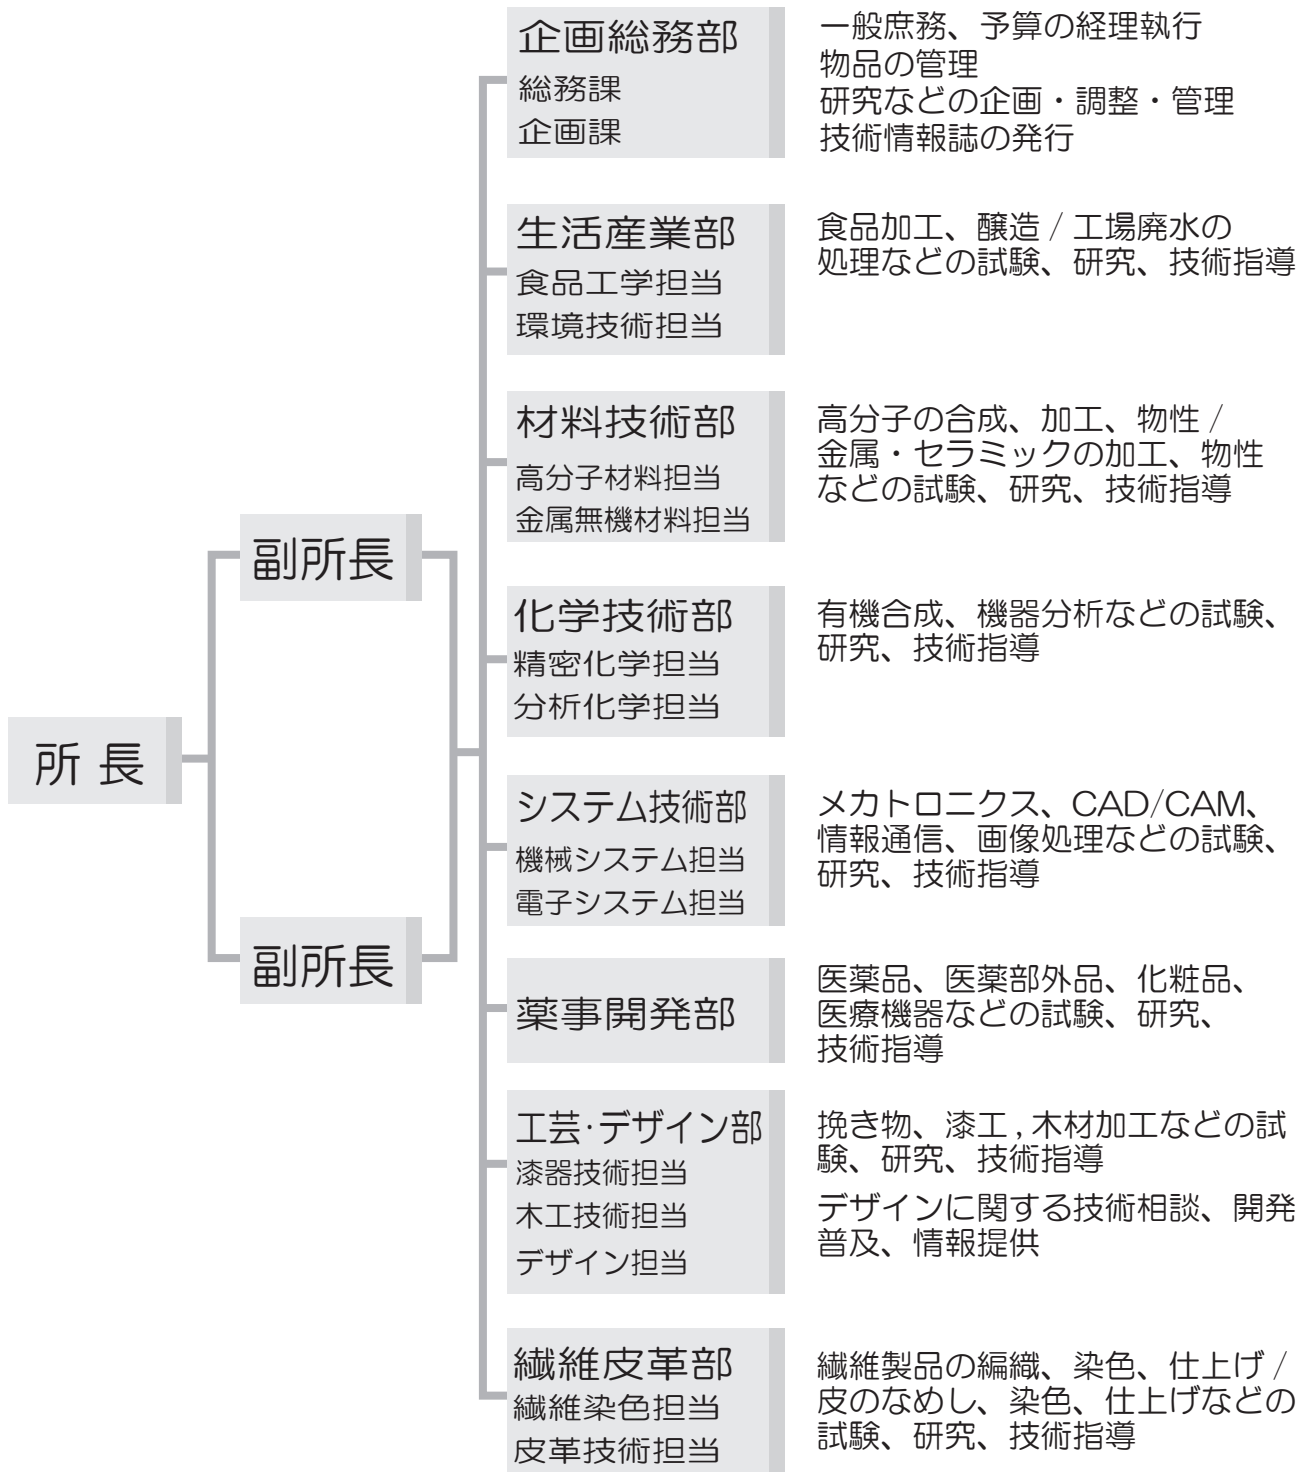 所長
副所長
副所長
企画総務部
総務課
企画課
一般庶務、予算の経理執行
物品の管理
研究などの企画・調整・管理
技術情報誌の発行
生活産業部
食品工学担当
環境技術担当
食品加工、醸造 / 工場廃水の
処理などの試験、研究、技術指導
材料技術部
高分子材料担当
金属無機材料担当
高分子の合成、加工、物性 /
金属・セラミックの加工、物性
などの試験、研究、技術指導
化学技術部
精密化学担当
分析化学担当
有機合成、機器分析などの試験、
研究、技術指導
システム技術部
機械システム担当
電子システム担当
メカトロニクス、CAD/CAM、
情報通信、画像処理などの試験、
研究、技術指導
薬事開発部
医薬品、医薬部外品、化粧品、
医療機器などの試験、研究、
技術指導
工芸・デザイン部
漆器技術担当
木工技術担当
デザイン担当
挽き物、漆工,木材加工などの試
験、研究、技術指導
デザインに関する技術相談、開発
普及、情報提供
繊維皮革部
繊維染色担当
皮革技術担当
繊維製品の編織、染色、仕上げ /
皮のなめし、染色、仕上げなどの
試験、研究、技術指導